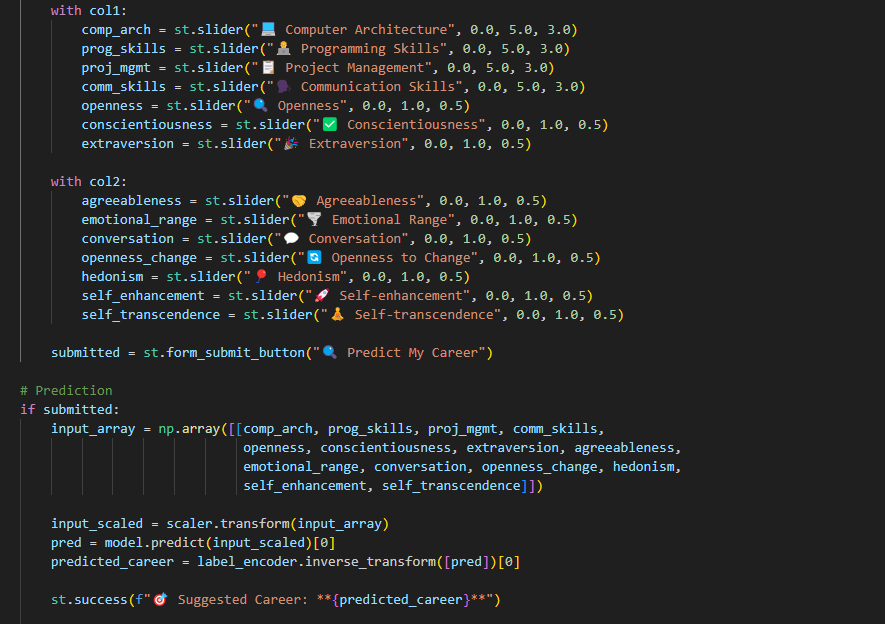 with col1:
    comp_arch = st.slider("💻 Computer Architecture", 0.0, 5.0, 3.0)
    prog_skills = st.slider("🧑‍💻 Programming Skills", 0.0, 5.0, 3.0)
    proj_mgmt = st.slider("📋 Project Management", 0.0, 5.0, 3.0)
    comm_skills = st.slider("🗣 Communication Skills", 0.0, 5.0, 3.0)
    openness = st.slider("🔍 Openness", 0.0, 1.0, 0.5)
    conscientiousness = st.slider("✅ Conscientiousness", 0.0, 1.0, 0.5)
    extraversion = st.slider("🎉 Extraversion", 0.0, 1.0, 0.5)
with col2:
    agreeableness = st.slider("🤝 Agreeableness", 0.0, 1.0, 0.5)
    emotional_range = st.slider("🌪 Emotional Range", 0.0, 1.0, 0.5)
    conversation = st.slider("💬 Conversation", 0.0, 1.0, 0.5)
    openness_change = st.slider("🔄 Openness to Change", 0.0, 1.0, 0.5)
    hedonism = st.slider("🎈 Hedonism", 0.0, 1.0, 0.5)
    self_enhancement = st.slider("🚀 Self-enhancement", 0.0, 1.0, 0.5)
    self_transcendence = st.slider("🧘 Self-transcendence", 0.0, 1.0, 0.5)
submitted = st.form_submit_button("🔍 Predict My Career")
# Prediction
if submitted:
    input_array = np.array([[comp_arch, prog_skills, proj_mgmt, comm_skills,
                             openness, conscientiousness, extraversion, agreeableness,
                             emotional_range, conversation, openness_change, hedonism,
                             self_enhancement, self_transcendence]])
    input_scaled = scaler.transform(input_array)
    pred = model.predict(input_scaled)[0]
    predicted_career = label_encoder.inverse_transform([pred])[0]
    st.success(f"🎯 Suggested Career: **{predicted_career}**")